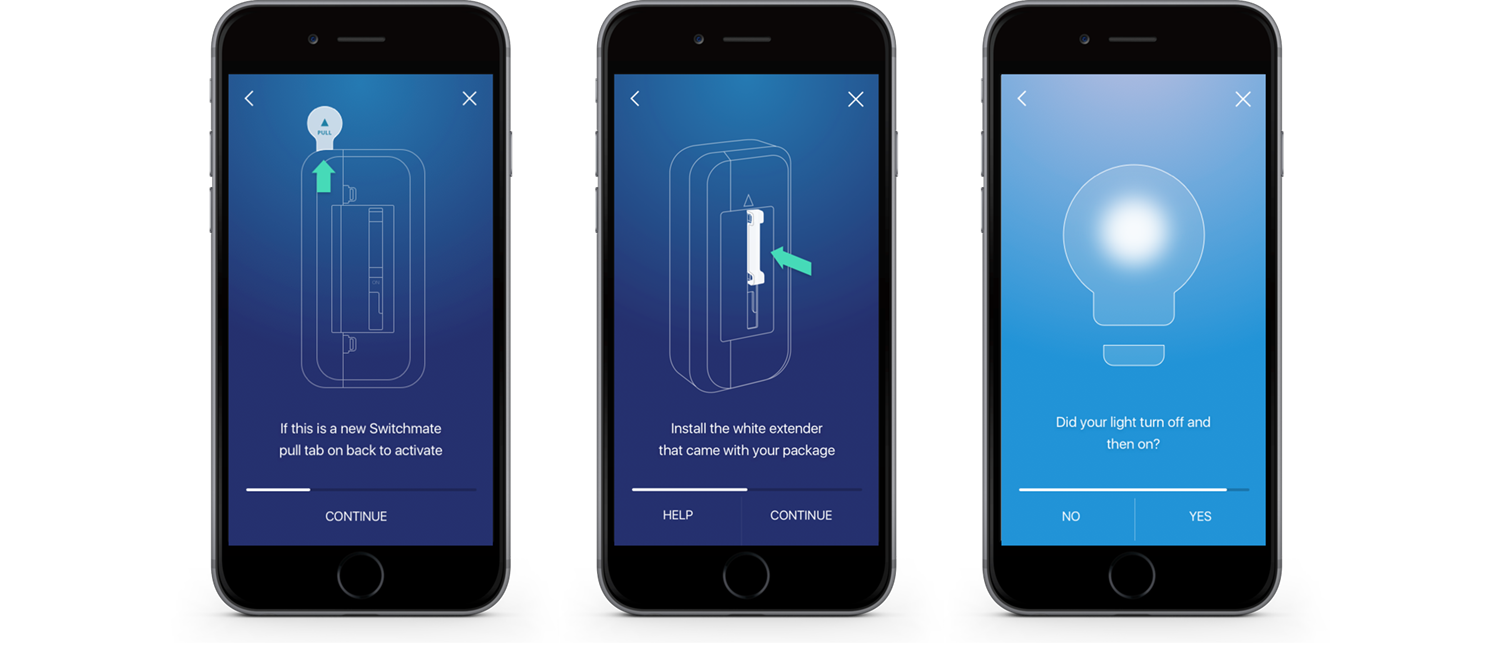 PULL
If this is a new Switchmate
pull tab on back to activate
CONTINUE
Install the white extender
that came with your package
HELP
CONTINUE
Did your light turn off and
then on?
NO
YES